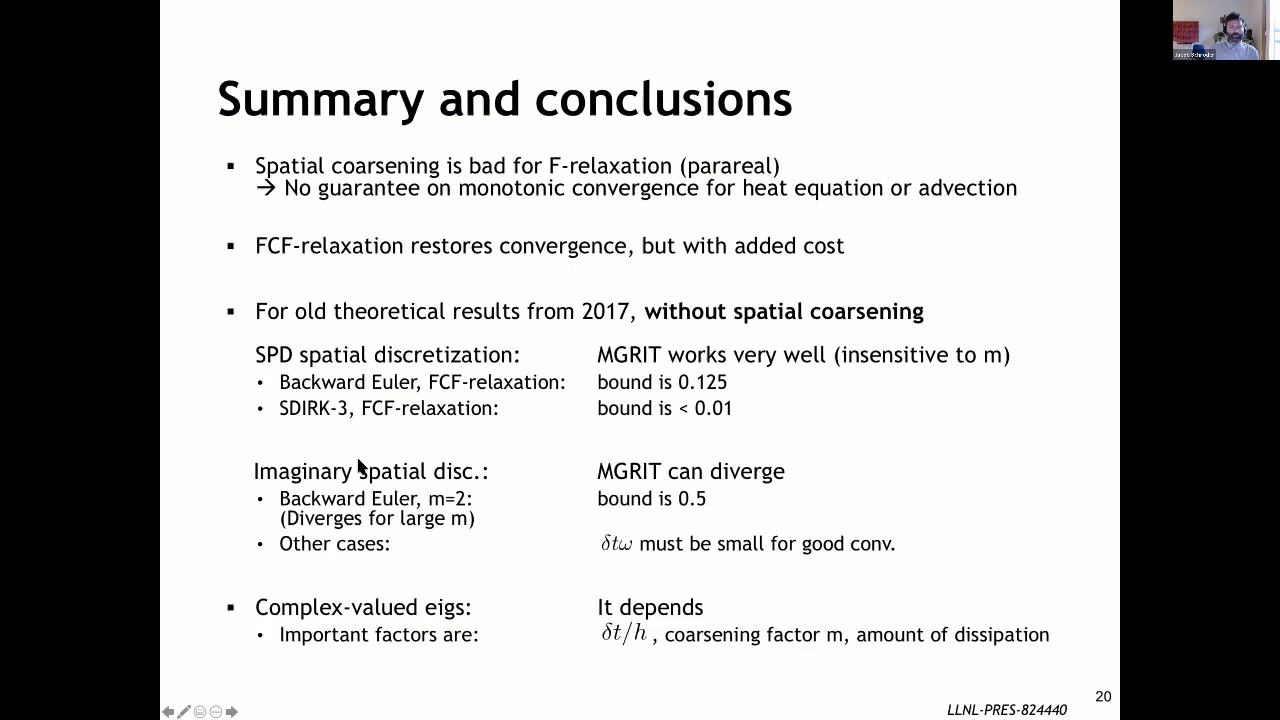 Jacob Schroder
Summary and conclusions
▪ Spatial coarsening is bad for F-relaxation (parareal)
→ No guarantee on monotonic convergence for heat equation or advection
▪ FCF-relaxation restores convergence, but with added cost
▪ For old theoretical results from 2017, without spatial coarsening
SPD spatial discretization: MGRIT works very well (insensitive to m)
• Backward Euler, FCF-relaxation: bound is 0.125
• SDIRK-3, FCF-relaxation: bound is < 0.01
Imaginary spatial disc.: MGRIT can diverge
• Backward Euler, m=2: bound is 0.5
(Diverges for large m)
• Other cases: δtω must be small for good conv.
▪ Complex-valued eigs: It depends
• Important factors are: δt/h , coarsening factor m, amount of dissipation
20
LLNL-PRES-824440